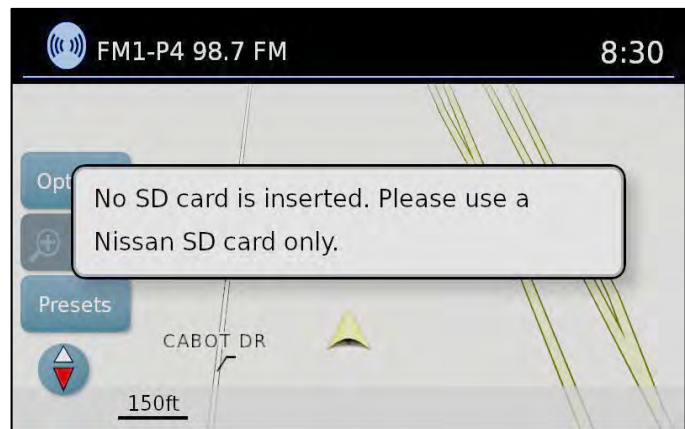 FM1-P4 98.7 FM
8:30
Opt
No SD card is inserted. Please use a
Nissan SD card only.
Presets
CABOT DR
150ft